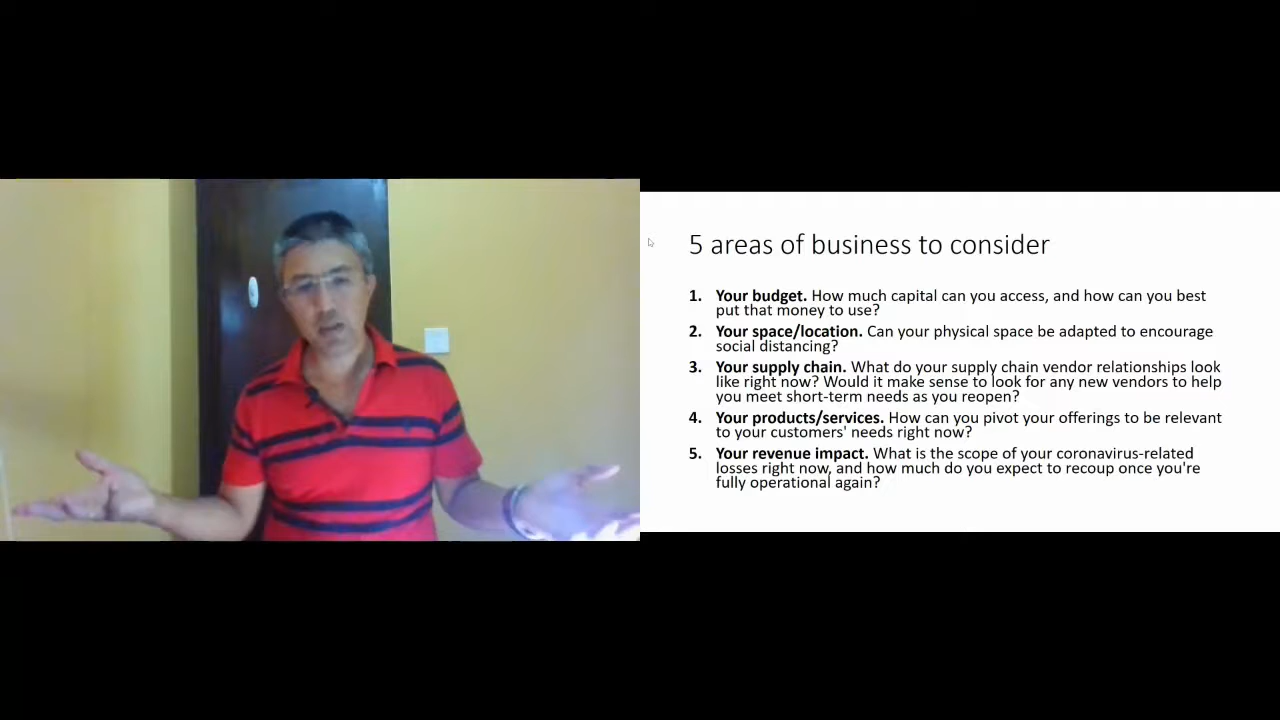 5 areas of business to consider
1. Your budget. How much capital can you access, and how can you best
put that money to use?
2. Your space/location. Can your physical space be adapted to encourage
social distancing?
3. Your supply chain. What do your supply chain vendor relationships look
like right now? Would it make sense to look for any new vendors to help
you meet short-term needs as you reopen?
4. Your products/services. How can you pivot your offerings to be relevant
to your customers' needs right now?
5. Your revenue impact. What is the scope of your coronavirus-related
losses right now, and how much do you expect to recoup once you're
fully operational again?